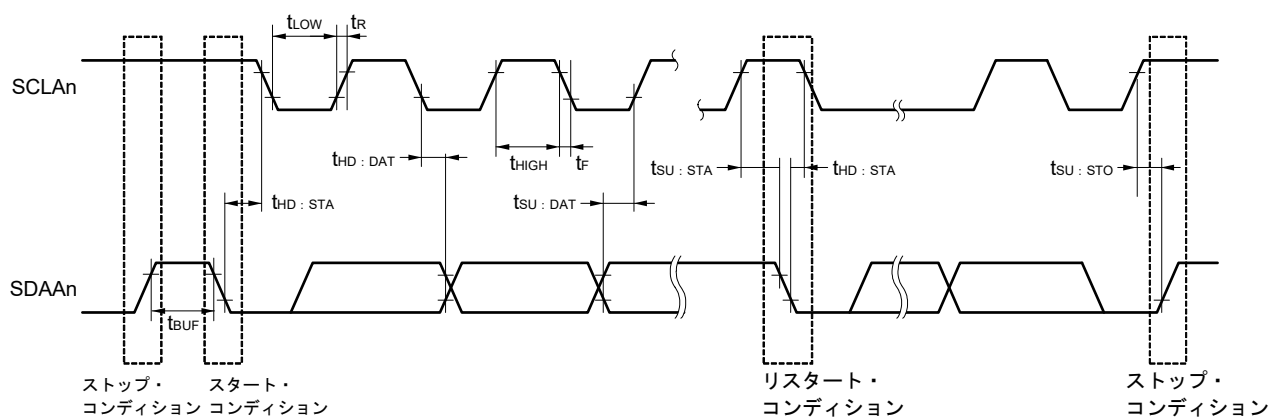 tLOW
tR
SCLAn
tHD : DAT
tHIGH
tF
tSU : STA
tHD : STA
tSU : STO
tHD : STA
tSU : DAT
SDAAn
tBUF
ストップ・
コンディション
スタート・
コンディション
リスタート・
コンディション
ストップ・
コンディション